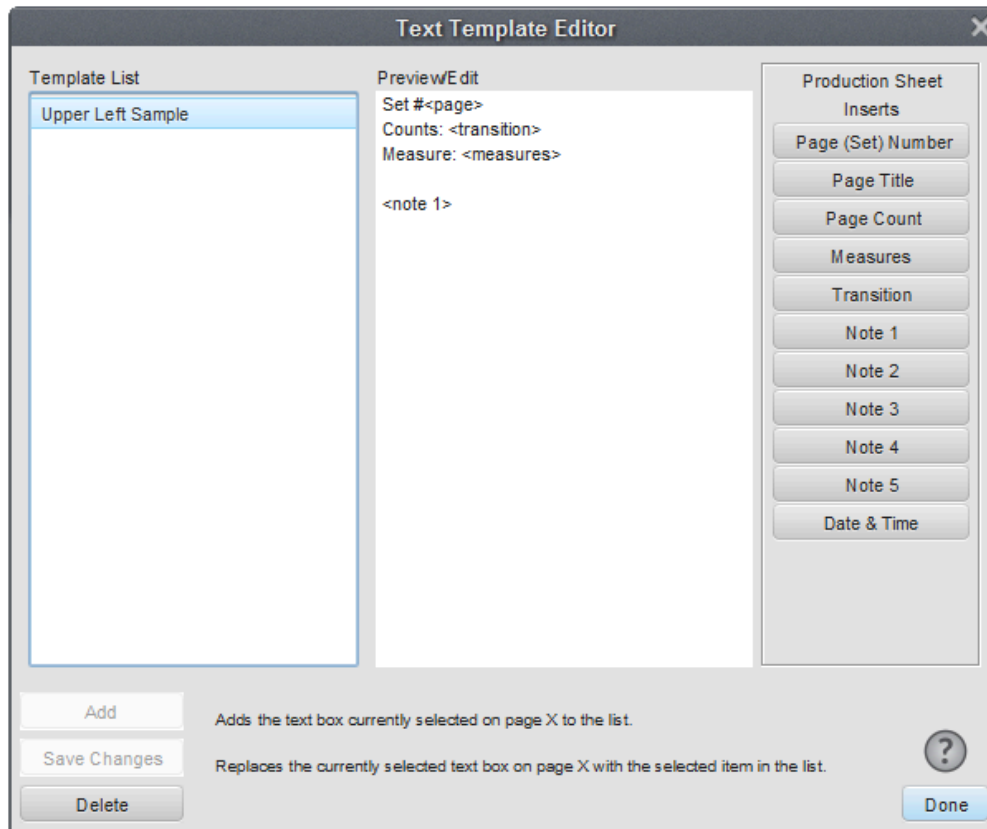 Text Template Editor
Template List
Upper Left Sample
Preview/Edit
Set #<page>
Counts: <transition>
Measure: <measures>
<note 1>
Production Sheet
Inserts
Page (Set) Number
Page Title
Page Count
Measures
Transition
Note 1
Note 2
Note 3
Note 4
Note 5
Date & Time
Add
Adds the text box currently selected on page X to the list.
Save Changes
Replaces the currently selected text box on page X with the selected item in the list.
Delete
?
Done